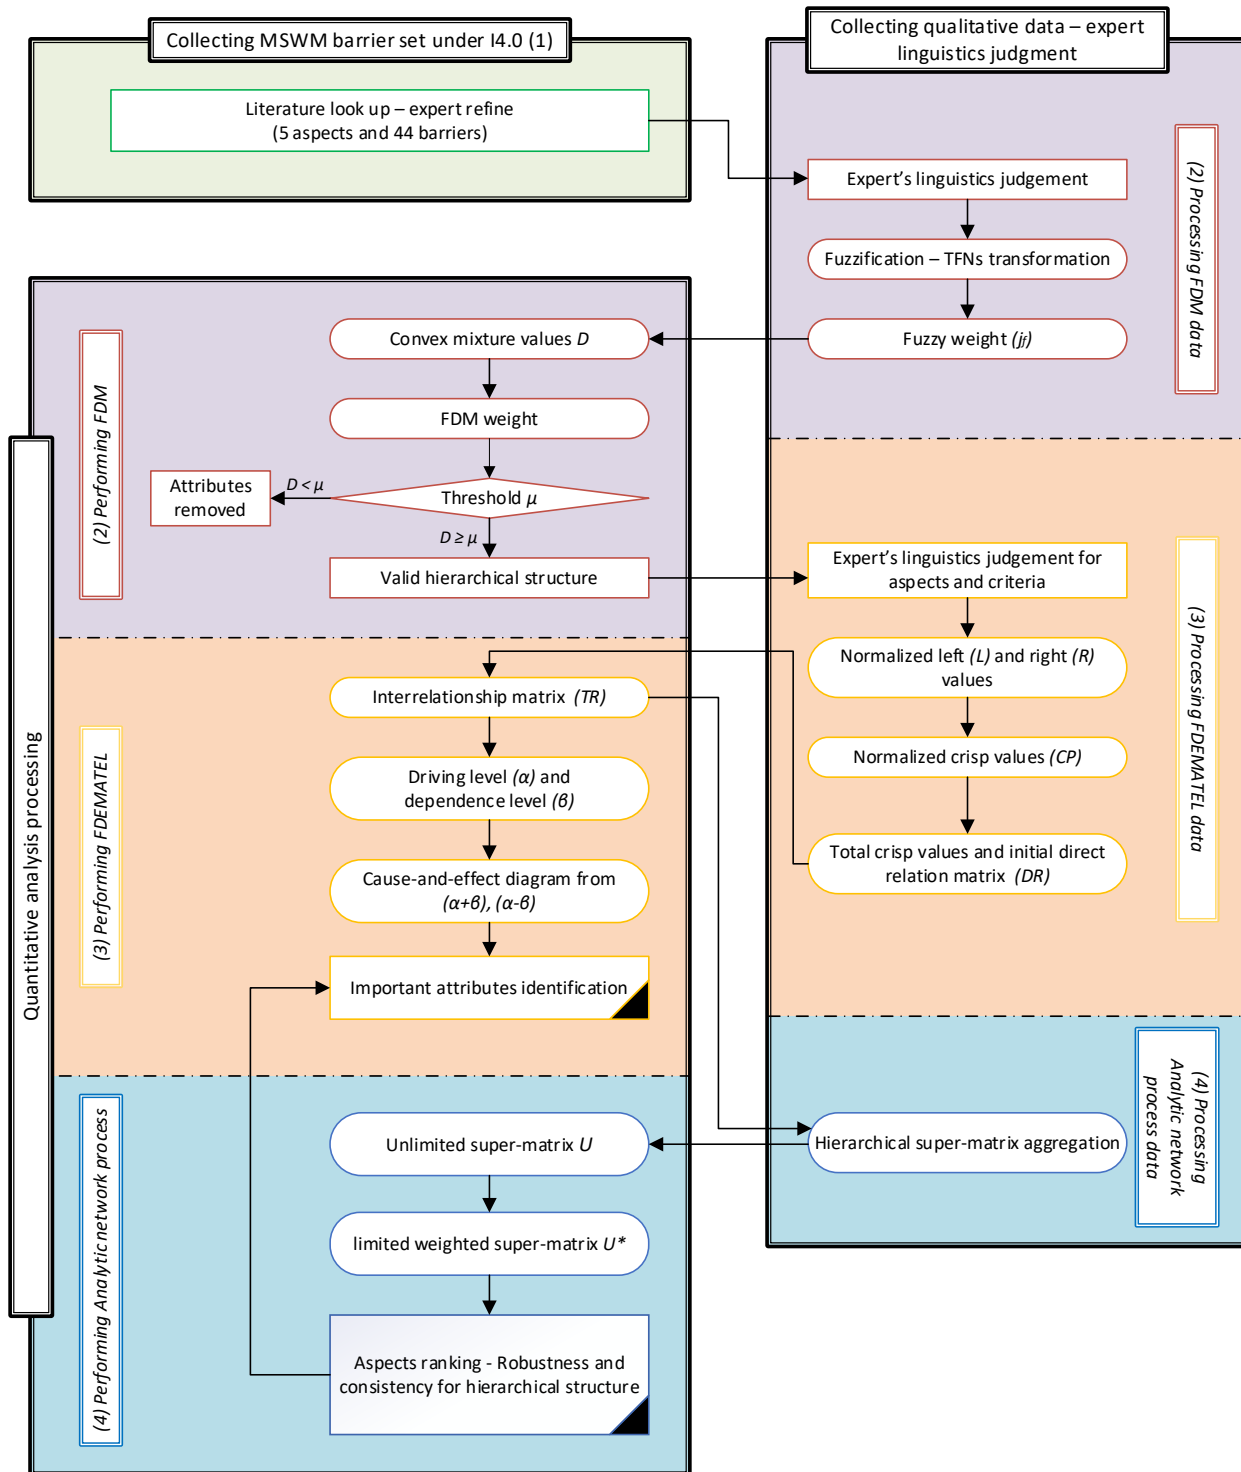 Collecting MSWM barrier set under I4.0 (1)
Literature look up – expert refine
(5 aspects and 44 barriers)
Collecting qualitative data – expert
linguistics judgment
Expert's linguistics judgement
Fuzzification – TFNs transformation
Fuzzy weight (jf)
(2) Processing FDM data
Quantitative analysis processing
(2) Performing FDM
Convex mixture values D
FDM weight
Threshold μ
D < μ
Attributes
removed
D ≥ μ
Valid hierarchical structure
Expert's linguistics judgement for
aspects and criteria
Normalized left (L) and right (R)
values
Normalized crisp values (CP)
Total crisp values and initial direct
relation matrix (DR)
(3) Processing FDEMATEL
data
(3) Performing FDEMATEL
Interrelationship matrix (TR)
Driving level (α) and
dependence level (β)
Cause-and-effect diagram from
(α+β), (α-β)
Important attributes identification
(4) Processing
Analytic network
process data
Hierarchical super-matrix aggregation
(4) Performing Analytic network process
Unlimited super-matrix U
limited weighted super-matrix U*
Aspects ranking - Robustness and
consistency for hierarchical structure